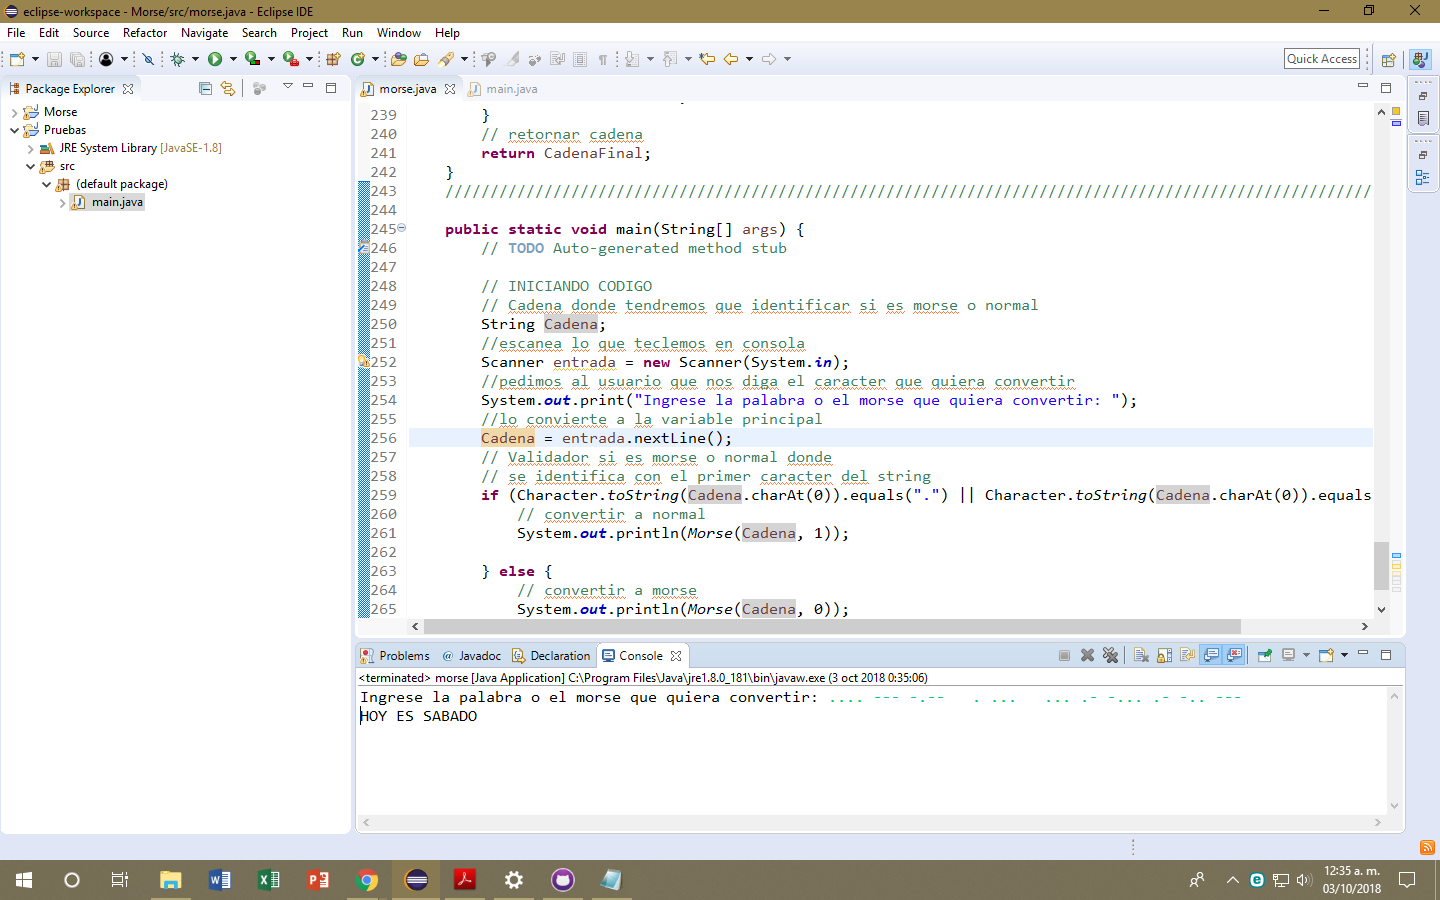 eclipse-workspace - Morse/src/morse.java - Eclipse IDE
File Edit Source Refactor Navigate Search Project Run Window Help
Quick Access
Package Explorer
Morse
Pruebas
JRE System Library [JavaSE-1.8]
src
(default package)
main.java
morse.java main.java
239 }
240 // retornar cadena
241 return CadenaFinal;
242 }
243 ///////////////////////////////////////////////////////////////////////////////////////////////////////
244
245 public static void main(String[] args) {
246 // TODO Auto-generated method stub
247
248 // INICIANDO CODIGO
249 // Cadena donde tendremos que identificar si es morse o normal
250 String Cadena;
251 //escanea lo que teclemos en consola
252 Scanner entrada = new Scanner(System.in);
253 //pedimos al usuario que nos diga el caracter que quiera convertir
254 System.out.print("Ingrese la palabra o el morse que quiera convertir: ");
255 //lo convierte a la variable principal
256 Cadena = entrada.nextLine();
257 // Validador si es morse o normal donde
258 // se identifica con el primer caracter del string
259 if (Character.toString(Cadena.charAt(0)).equals(".") || Character.toString(Cadena.charAt(0)).equals
260 // convertir a normal
261 System.out.println(Morse(Cadena, 1));
262
263 } else {
264 // convertir a morse
265 System.out.println(Morse(Cadena, 0));
Problems Javadoc Declaration Console
<terminated> morse [Java Application] C:\Program Files\Java\jre1.8.0_181\bin\javaw.exe (3 oct 2018 0:35:06)
Ingrese la palabra o el morse que quiera convertir: .... --- -.--   . ...   ... .- -... .- -.. ---
HOY ES SABADO
12:35 a. m.
03/10/2018